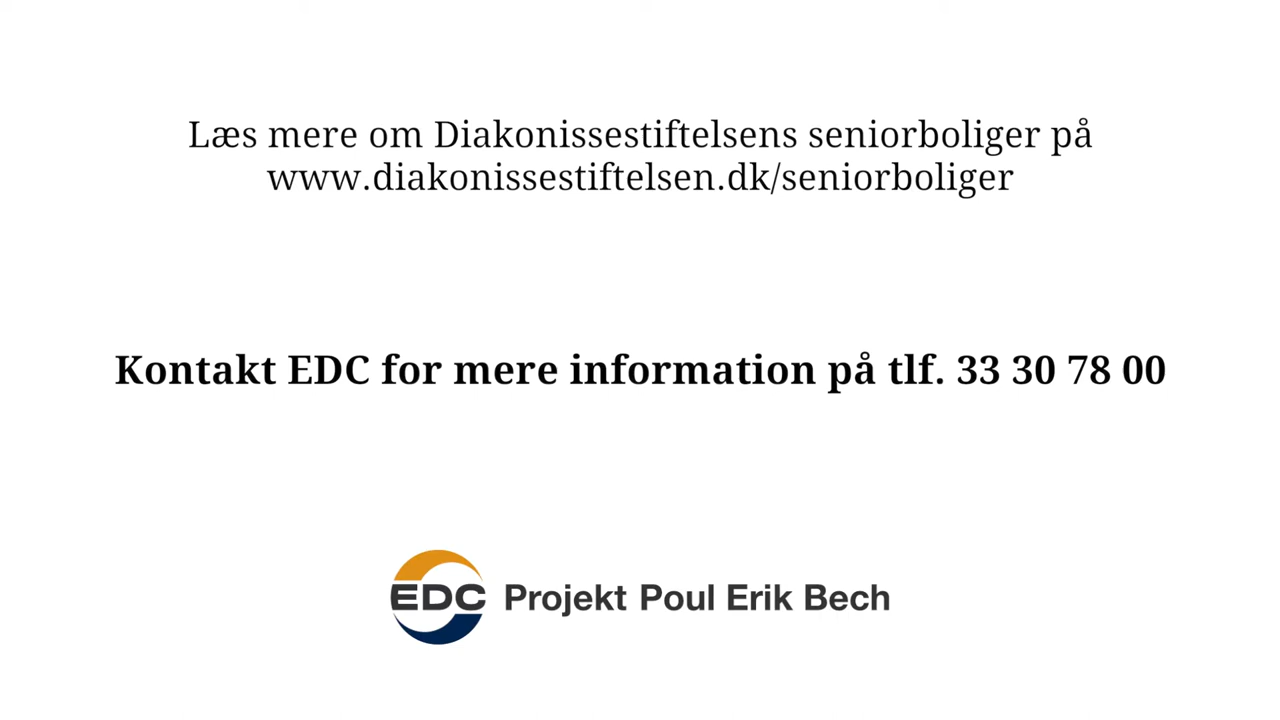 Læs mere om Diakonissestiftelsens seniorboliger på
www.diakonissestiftelsen.dk/seniorboliger
Kontakt EDC for mere information på tlf. 33 30 78 00
EDC Projekt Poul Erik Bech